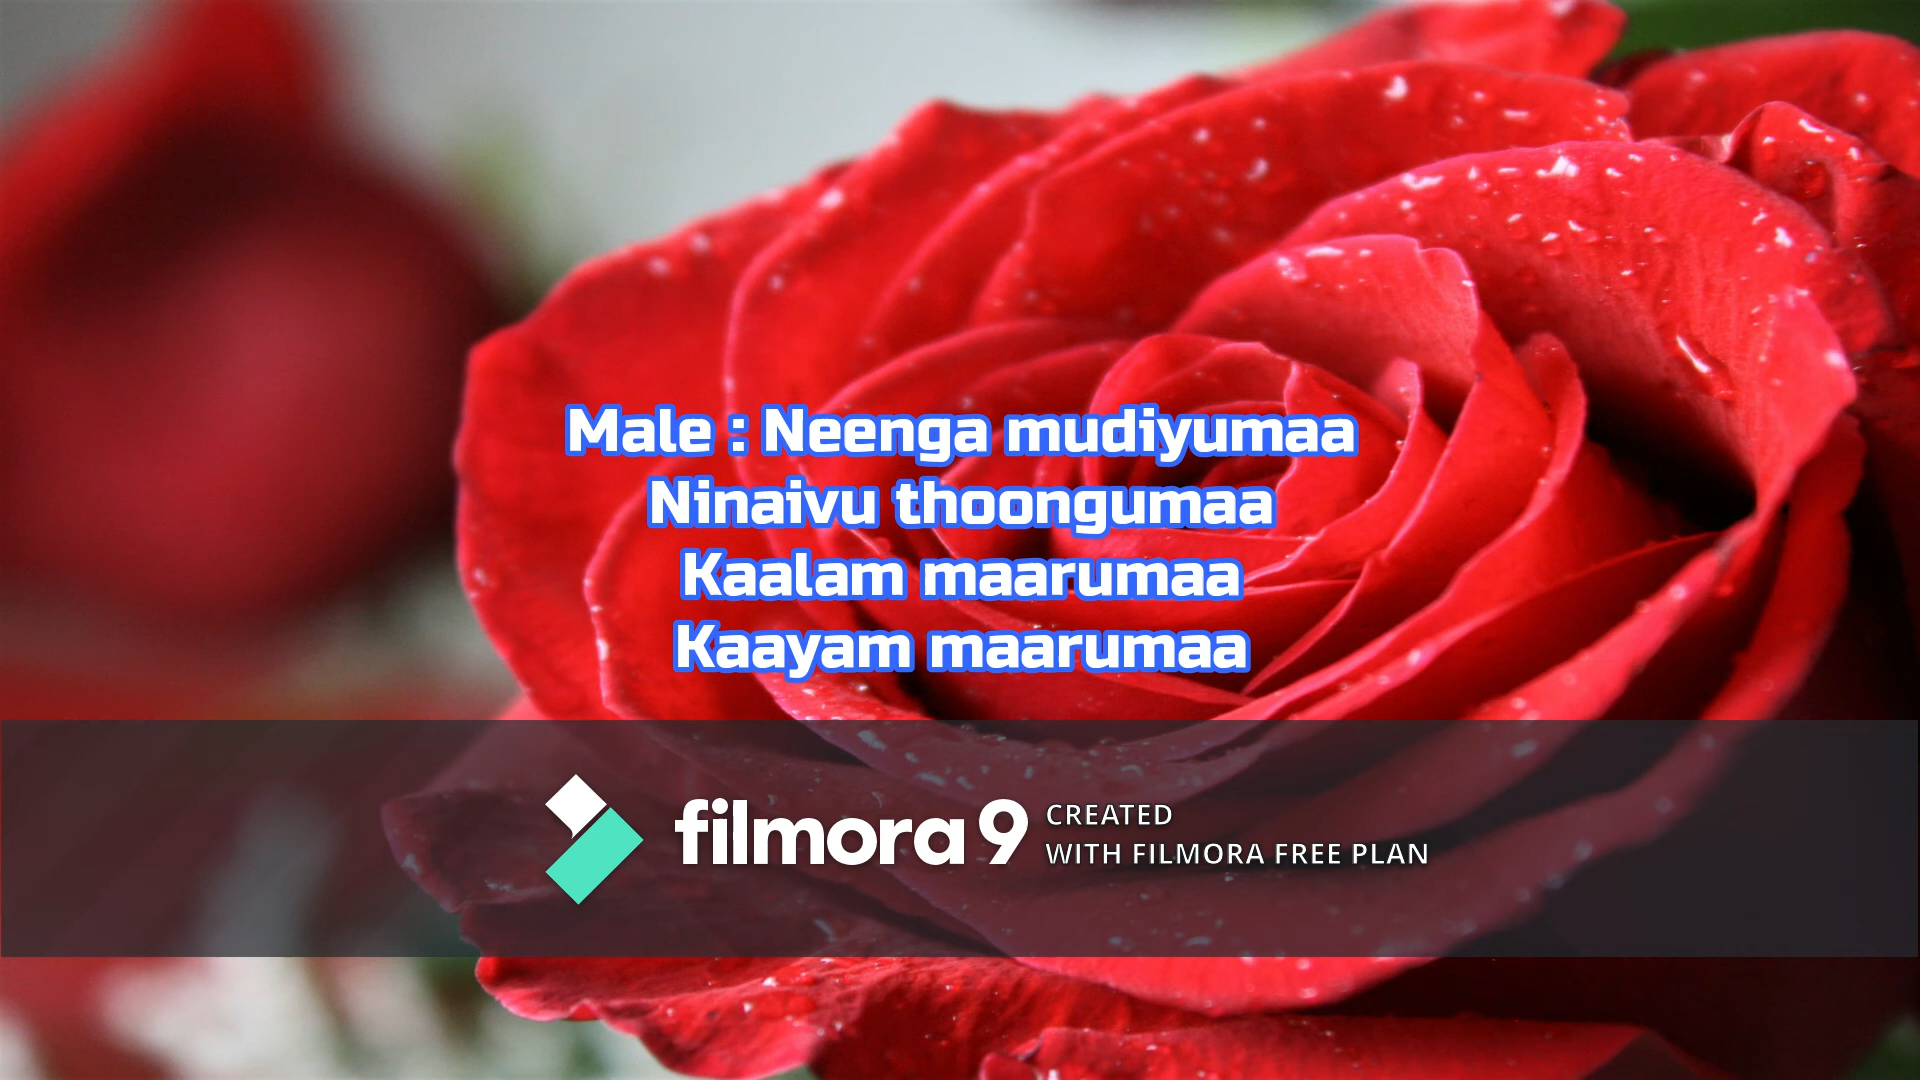 Male : Neenga mudiyumaa
Ninaivu thoongumaa
Kaalam maarumaa
Kaayam maarumaa
filmora 9 CREATED
WITH FILMORA FREE PLAN